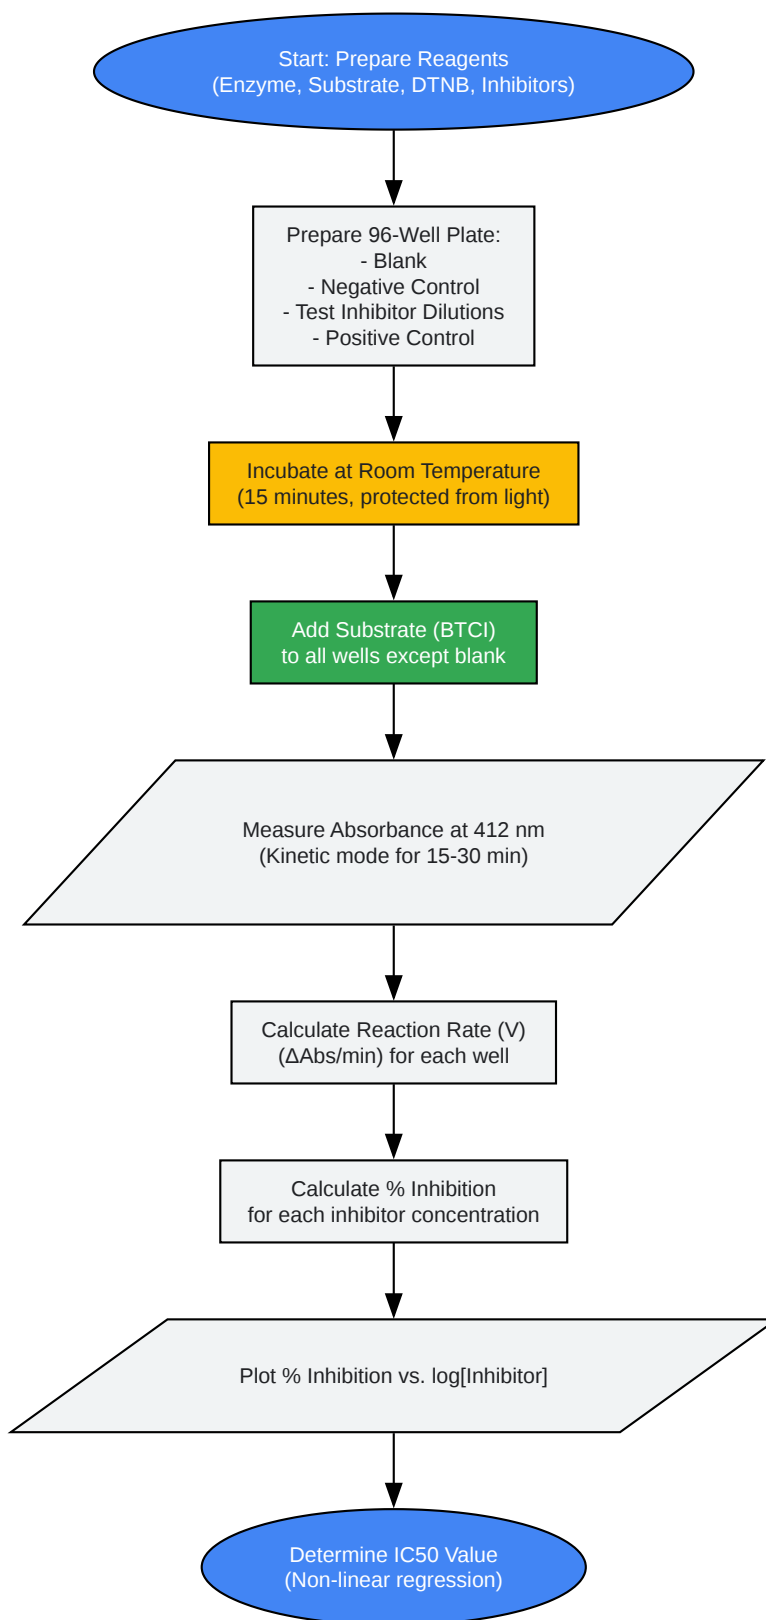 Start: Prepare Reagents
(Enzyme, Substrate, DTNB, Inhibitors)
Prepare 96-Well Plate:
- Blank
- Negative Control
- Test Inhibitor Dilutions
- Positive Control
Incubate at Room Temperature
(15 minutes, protected from light)
Add Substrate (BTCI)
to all wells except blank
Measure Absorbance at 412 nm
(Kinetic mode for 15-30 min)
Calculate Reaction Rate (V)
(ΔAbs/min) for each well
Calculate % Inhibition
for each inhibitor concentration
Plot % Inhibition vs. log[Inhibitor]
Determine IC50 Value
(Non-linear regression)